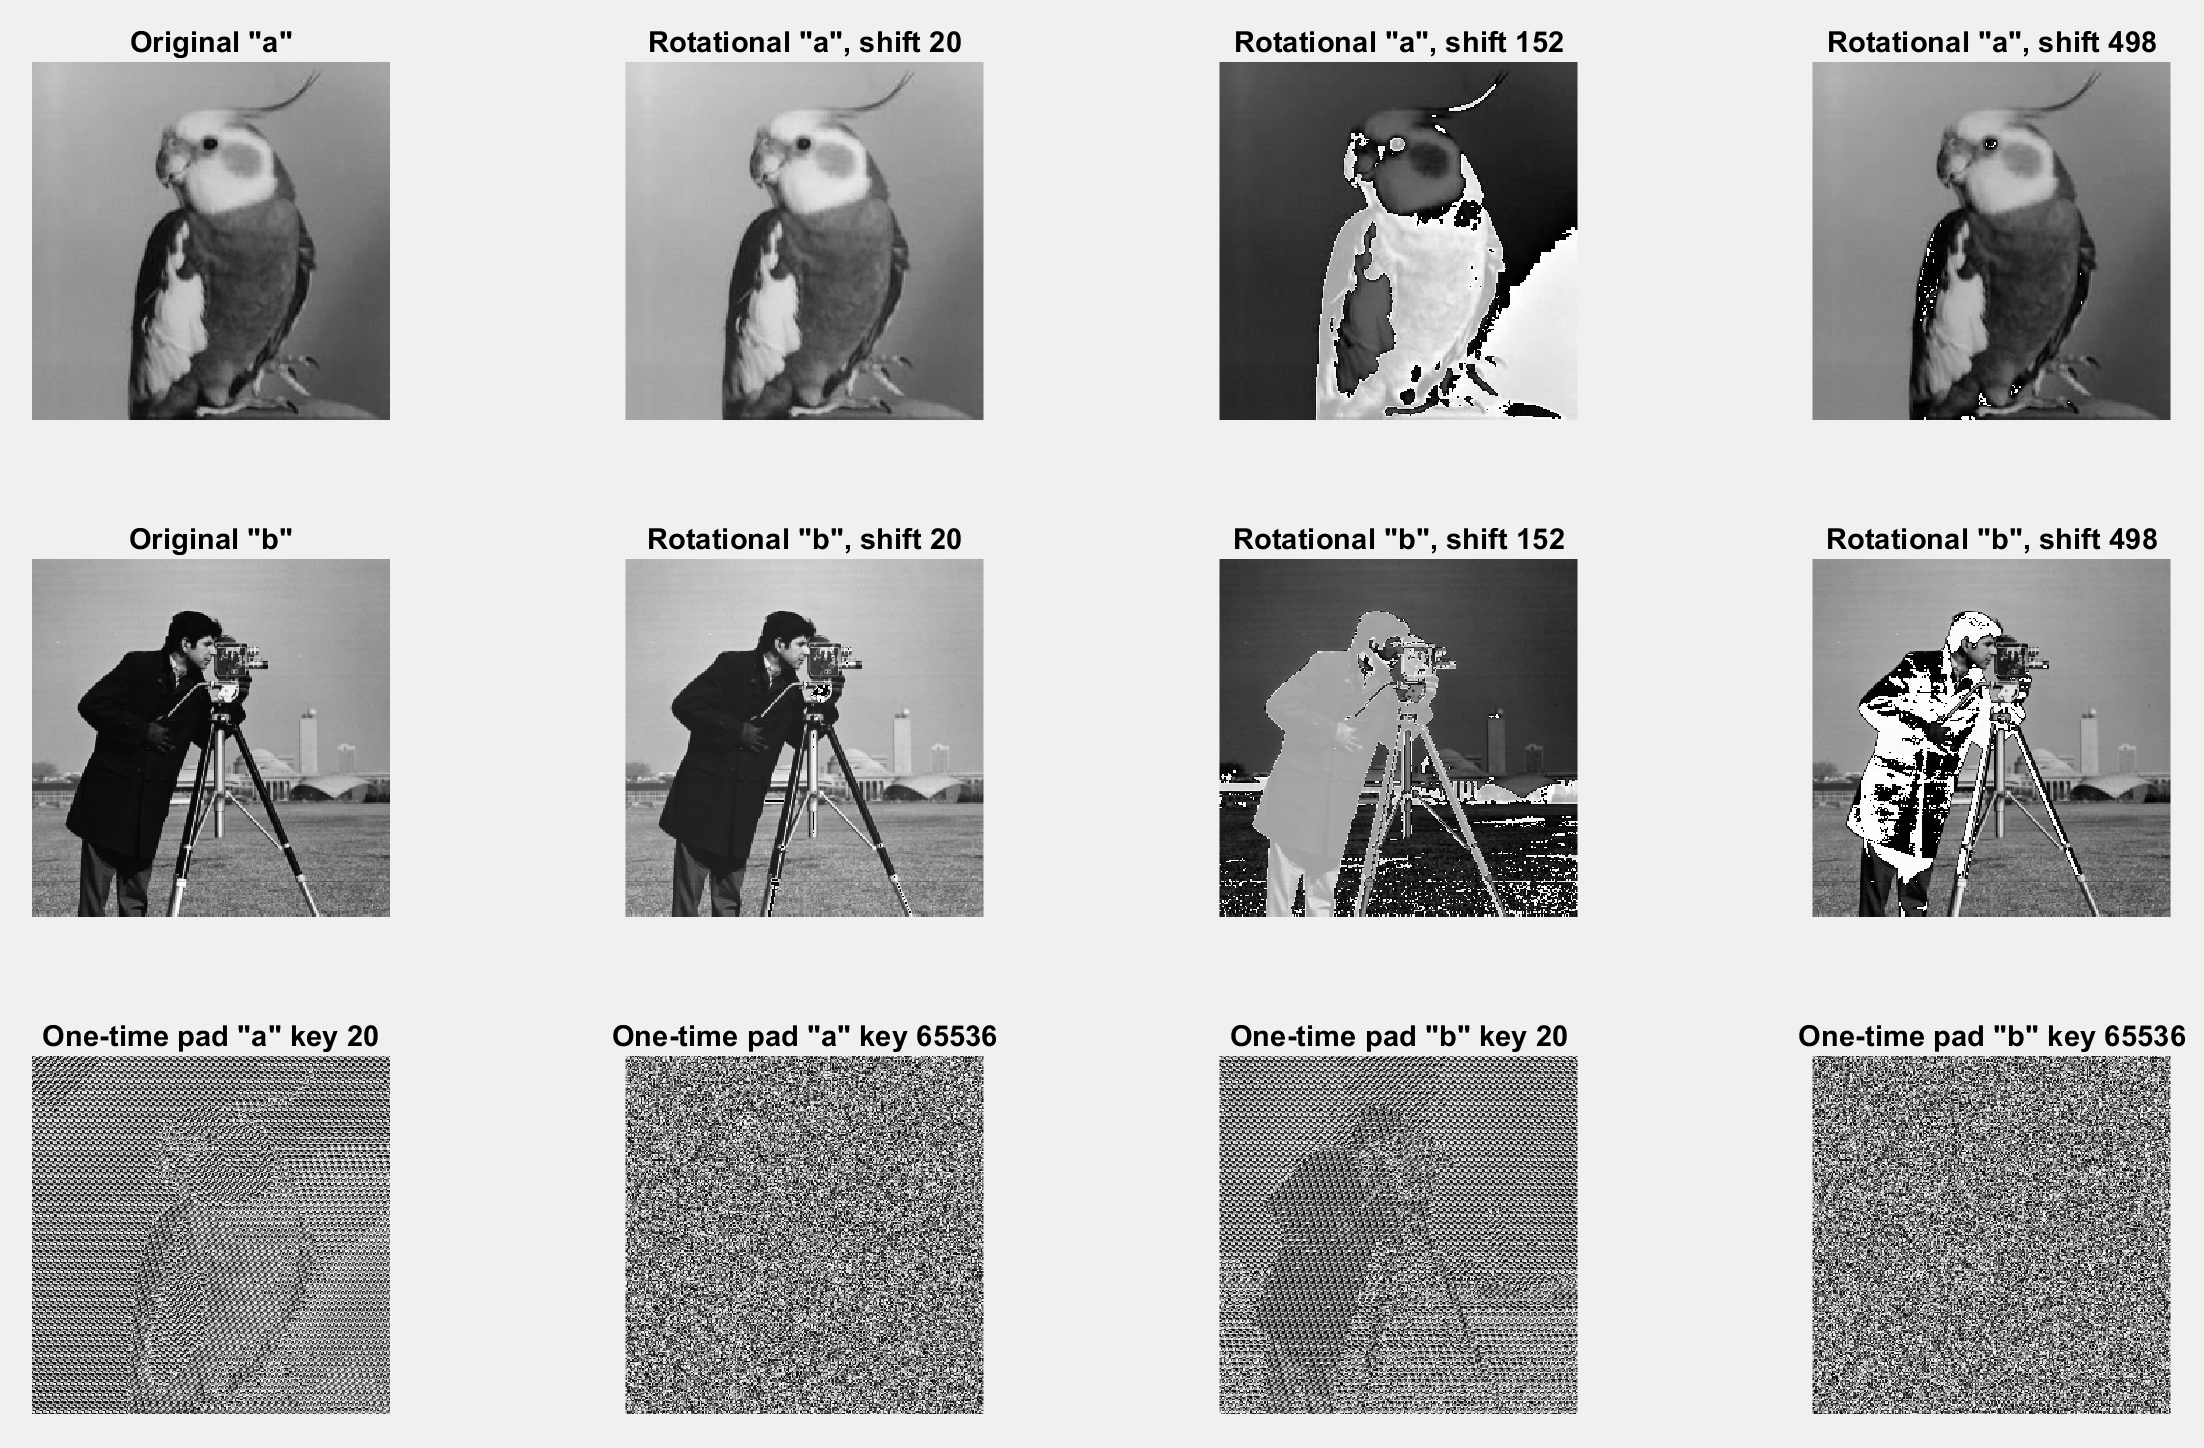 Original "a"
Rotational "a", shift 20
Rotational "a", shift 152
Rotational "a", shift 498
Original "b"
Rotational "b", shift 20
Rotational "b", shift 152
Rotational "b", shift 498
One-time pad "a" key 20
One-time pad "a" key 65536
One-time pad "b" key 20
One-time pad "b" key 65536